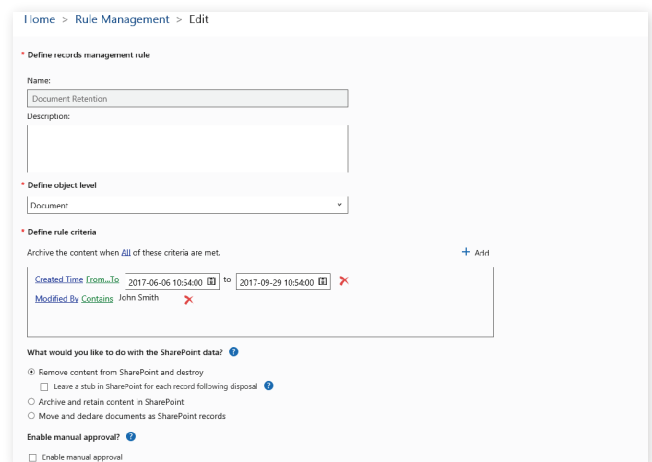 Home > Rule Management > Edit
* Define records management rule
Name:
Document Retention
Description:
* Define object level
Document
* Define rule criteria
Archive the content when All of these criteria are met.
+ Add
Created Time From...To 2017-06-06 10:54:00 to 2017-09-29 10:54:00
Modified By Contains John Smith
What would you like to do with the SharePoint data? ?
Remove content from SharePoint and destroy
Leave a stub in SharePoint for each record following disposal ?
Archive and retain content in SharePoint
Move and declare documents as SharePoint records
Enable manual approval? ?
Enable manual approval